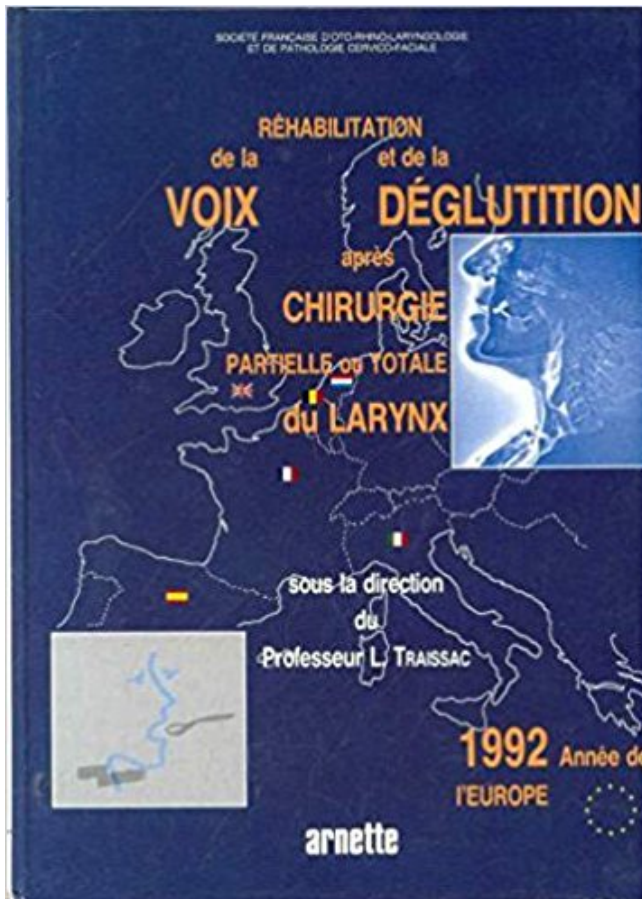 SOCIÉTÉ FRANÇAISE D'OTO-RHINO-LARYNGOLOGIE
ET DE PATHOLOGIE CERVICO-FACIALE
RÉHABILITATION
de la et de la
VOIX DÉGLUTITION
après
CHIRURGIE
PARTIELLE ou TOTALE
du LARYNX
sous la direction
du
Professeur L. TRAISSAC
1992 Année de
l'EUROPE
arnette